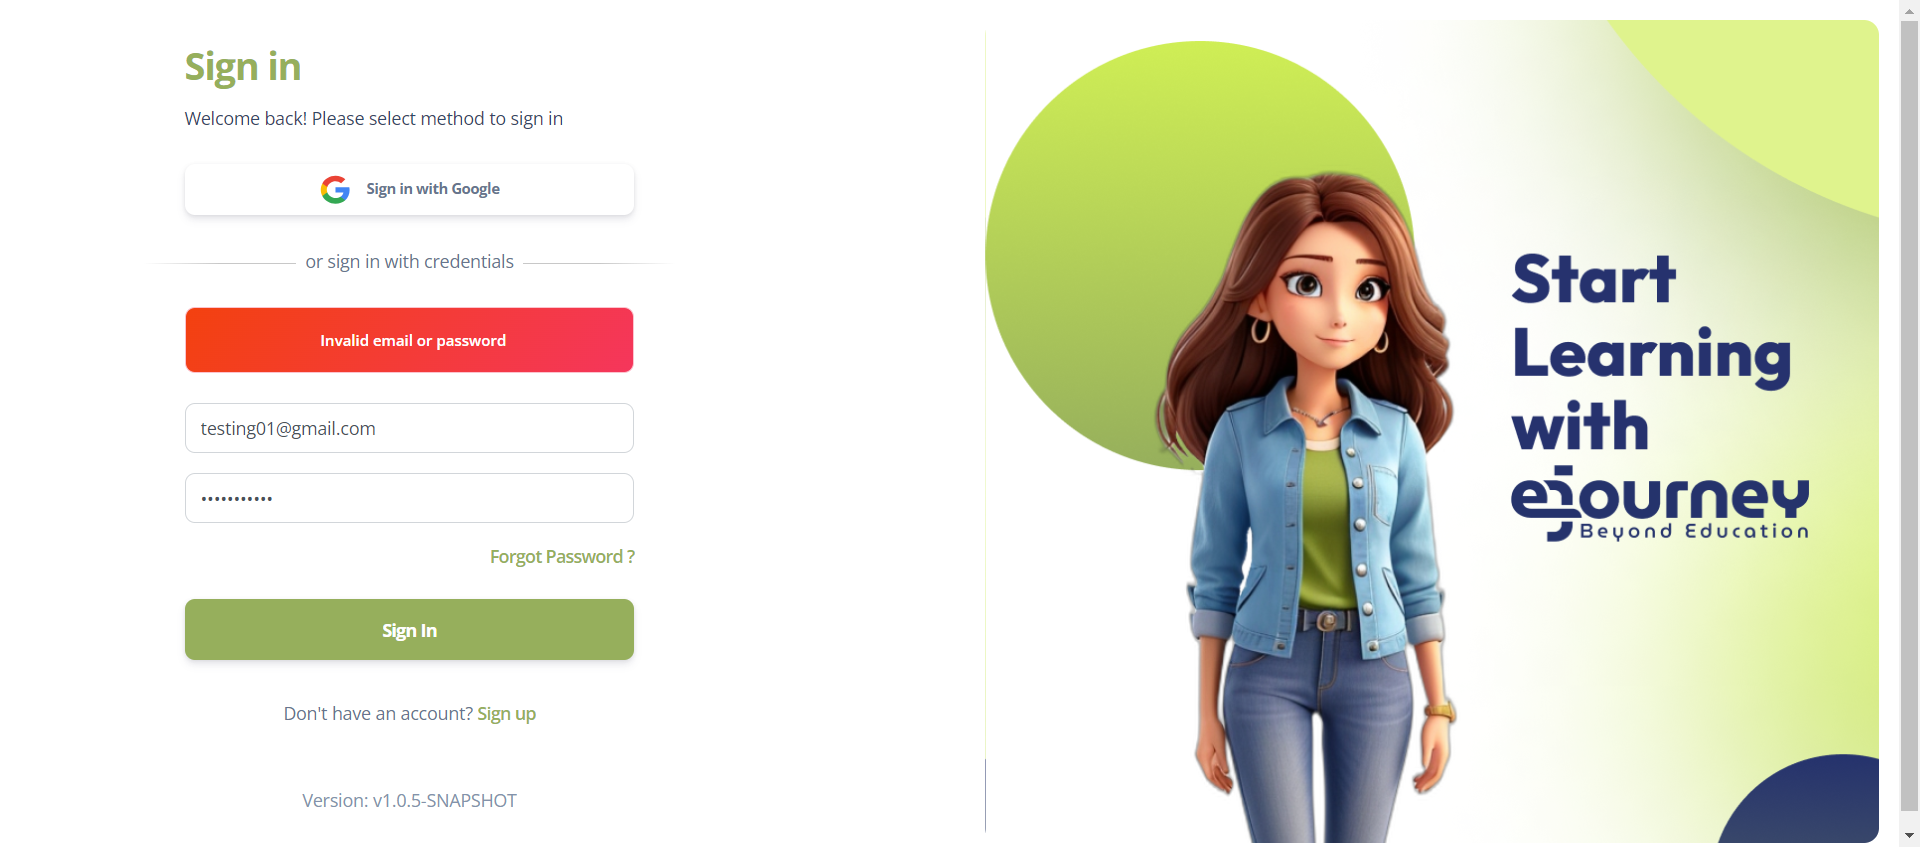 Sign in
Welcome back! Please select method to sign in
Sign in with Google
or sign in with credentials
Invalid email or password
testing01@gmail.com
•••••••••••
Forgot Password ?
Sign In
Don't have an account? Sign up
Version: v1.0.5-SNAPSHOT
Start
Learning
with
ejourney
Beyond Education